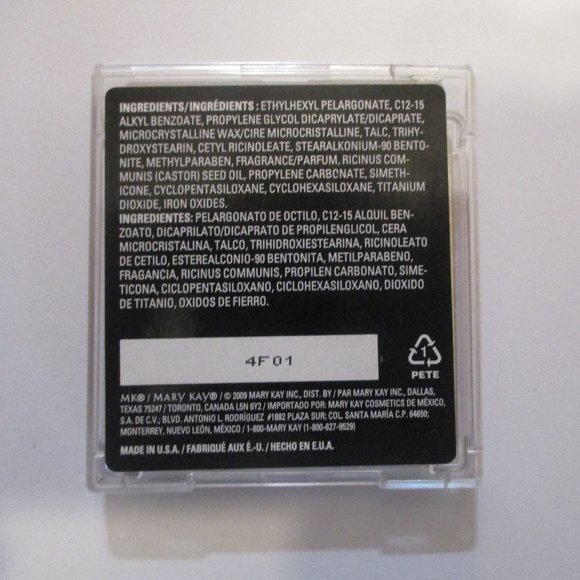 INGREDIENTS/INGRÉDIENTS : ETHYLHEXYL PELARGONATE, C12-15
ALKYL BENZOATE, PROPYLENE GLYCOL DICAPRYLATE/DICAPRATE,
MICROCRYSTALLINE WAX/CIRE MICROCRISTALLINE, TALC, TRIHY-
DROXYSTEARIN, CETYL RICINOLEATE, STEARALKONIUM-90 BENTO-
NITE, METHYLPARABEN, FRAGRANCE/PARFUM, RICINUS COM-
MUNIS (CASTOR) SEED OIL, PROPYLENE CARBONATE, SIMETH-
ICONE, CYCLOPENTASILOXANE, CYCLOHEXASILOXANE, TITANIUM
DIOXIDE, IRON OXIDES.
INGREDIENTES: PELARGONATO DE OCTILO, C12-15 ALQUIL BEN-
ZOATO, DICAPRILATO/DICAPRATO DE PROPILENGLICOL, CERA
MICROCRISTALINA, TALCO, TRIHIDROXIESTEARINA, RICINOLEATO
DE CETILO, ESTEREALCONIO-90 BENTONITA, METILPARABENO,
FRAGANCIA, RICINUS COMMUNIS, PROPILEN CARBONATO, SIME-
TICONA, CICLOPENTASILOXANO, CICLOHEXASILOXANO, DIOXIDO
DE TITANIO, OXIDOS DE FIERRO.
4F01
1
PETE
MK® / MARY KAY® / © 2009 MARY KAY INC., DIST. BY / PAR MARY KAY INC., DALLAS,
TEXAS 75247 / TORONTO, CANADA L5N 6Y2 / IMPORTADO POR: MARY KAY COSMETICS DE MÉXICO,
S.A. DE C.V.; BLVD. ANTONIO L. RODRÍGUEZ #1882 PLAZA SUR; COL. SANTA MARÍA C.P. 64650;
MONTERREY, NUEVO LEÓN, MÉXICO / 1-800-MARY KAY (1-800-627-9529)
MADE IN U.S.A. / FABRIQUÉ AUX É.-U. / HECHO EN E.U.A.